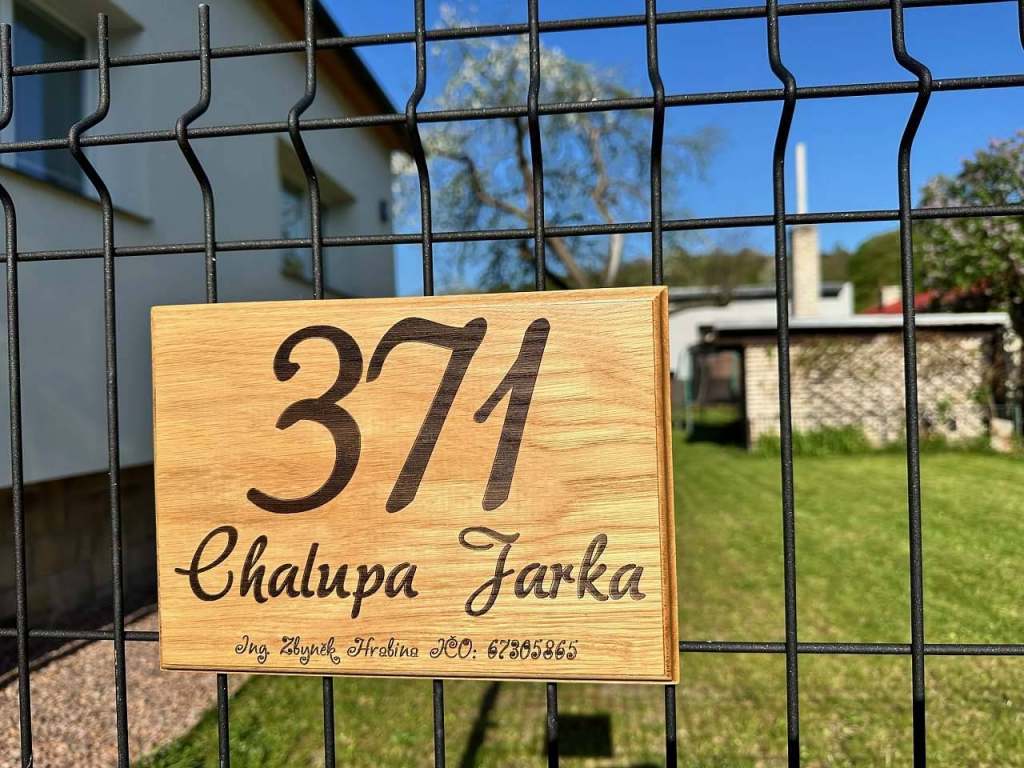 371
Chalupa Jarka
Ing. Zbyněk Hrabina IČO: 67305865